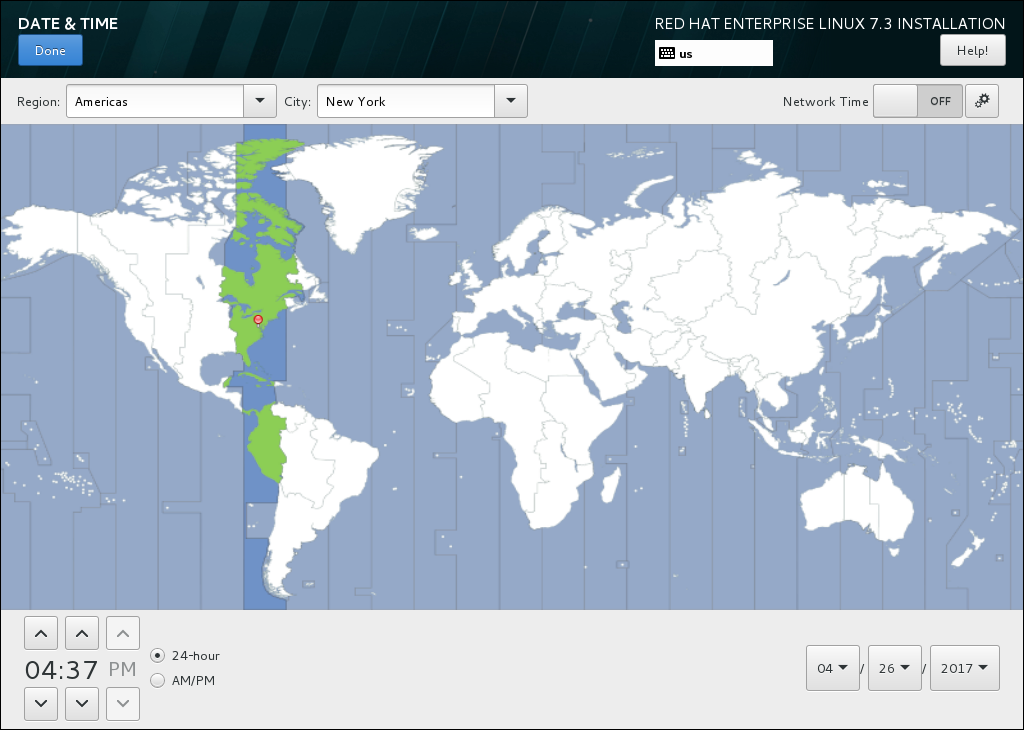 DATE & TIME
RED HAT ENTERPRISE LINUX 7.3 INSTALLATION
Done
us
Help!
Region: Americas City: New York Network Time OFF
04:37 PM
24-hour
AM/PM
04 / 26 / 2017